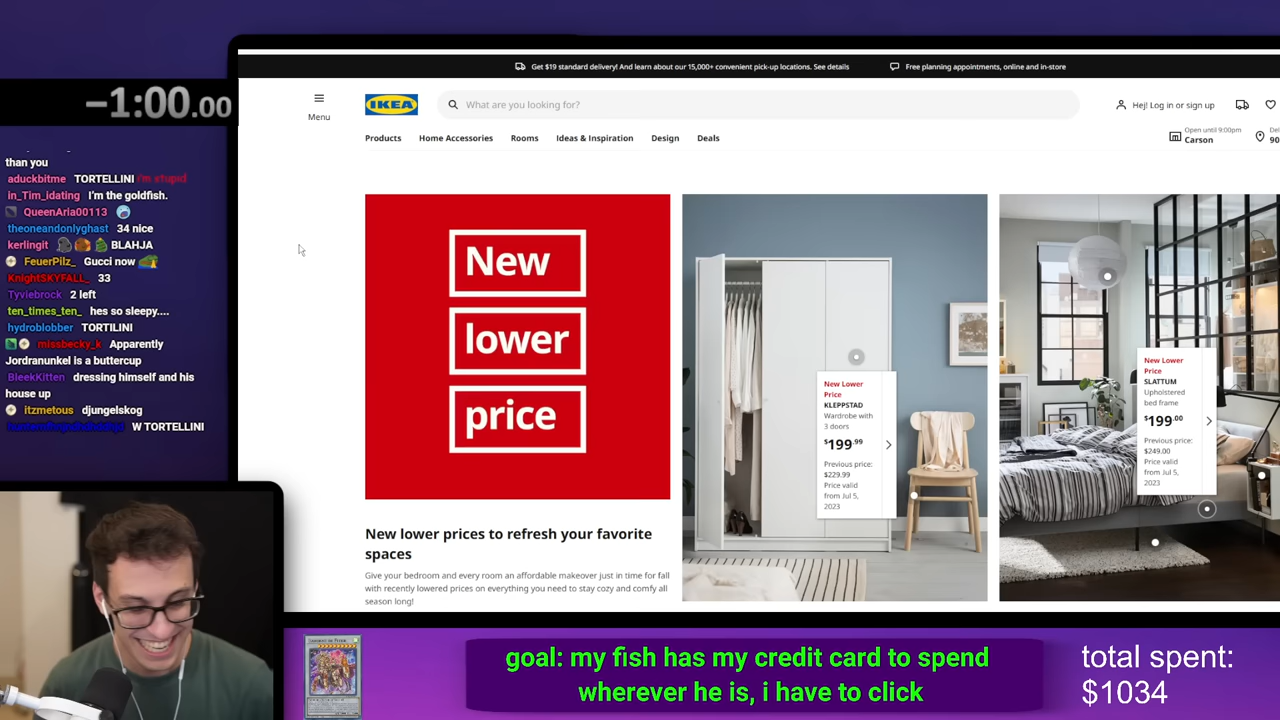 Get $19 standard delivery! And learn about our 15,000+ convenient pick-up locations. See details
Free planning appointments, online and in-store
−1:00.00
Menu
IKEA
What are you looking for?
Hej! Log in or sign up
Products
Home Accessories
Rooms
Ideas & Inspiration
Design
Deals
Open until 9:00pm
Carson
Del
90
than you
aduckbitme TORTELLINI i'm stupid
in_Tim_idating I'm the goldfish.
QueenAria00113
theoneandonlyghast 34 nice
kerlingit BLAHJA
FeuerPilz_ Gucci now
KnightSKYFALL_ 33
Tyviebrock 2 left
ten_times_ten_ hes so sleepy....
hydroblobber TORTILINI
missbecky_k Apparently
Jordranunkel is a buttercup
BleekKitten dressing himself and his
house up
itzmetous djungelskog
W TORTELLINI
New
lower
price
New lower prices to refresh your favorite
spaces
Give your bedroom and every room an affordable makeover just in time for fall
with recently lowered prices on everything you need to stay cozy and comfy all
season long!
New Lower
Price
KLEPPSTAD
Wardrobe with
3 doors
$199.99
Previous price:
$229.99
Price valid
from Jul 5,
2023
New Lower
Price
SLATTUM
Upholstered
bed frame
$199.00
Previous price:
$249.00
Price valid
from Jul 5,
2023
goal: my fish has my credit card to spend
wherever he is, i have to click
total spent:
$1034